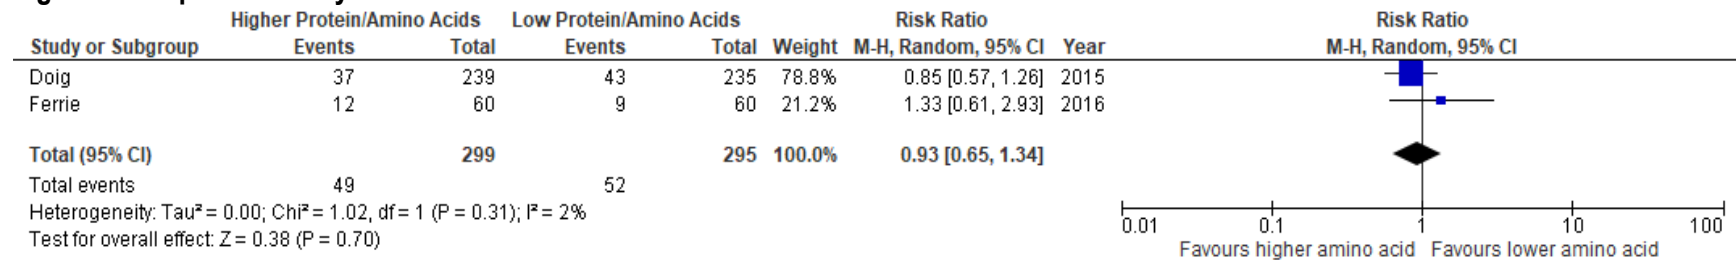 Higher Protein/Amino Acids Low Protein/Amino Acids Risk Ratio Risk Ratio
Study or Subgroup Events Total Events Total Weight M-H, Random, 95% CI Year M-H, Random, 95% CI
Doig 37 239 43 235 78.8% 0.85 [0.57, 1.26] 2015
Ferrie 12 60 9 60 21.2% 1.33 [0.61, 2.93] 2016
Total (95% CI) 299 295 100.0% 0.93 [0.65, 1.34]
Total events 49 52
Heterogeneity: Tau² = 0.00; Chi² = 1.02, df = 1 (P = 0.31); I² = 2%
Test for overall effect: Z = 0.38 (P = 0.70)
0.01 0.1 1 10 100
Favours higher amino acid Favours lower amino acid